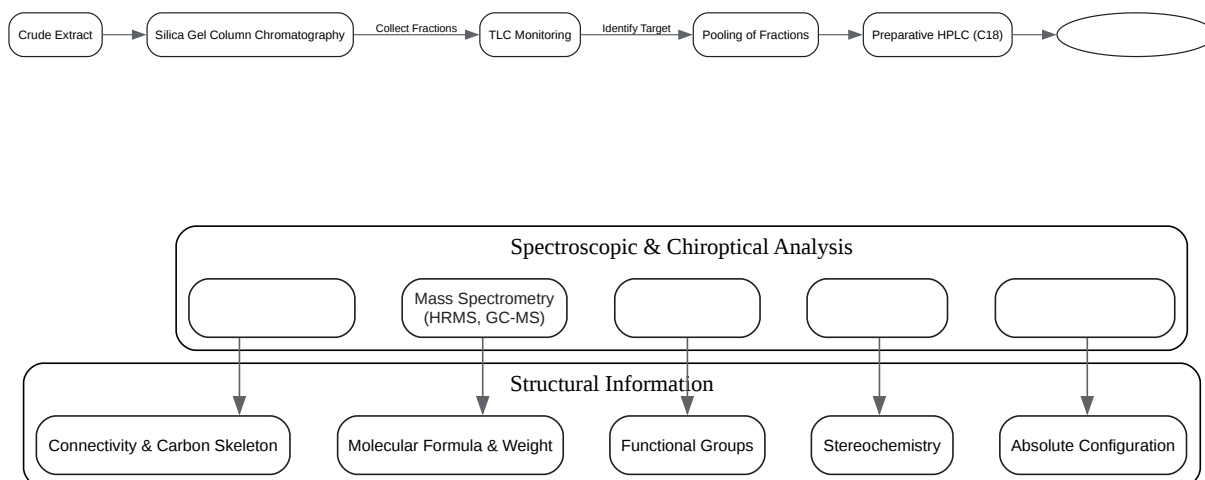 Crude Extract
Silica Gel Column Chromatography
Collect Fractions
TLC Monitoring
Identify Target
Pooling of Fractions
Preparative HPLC (C18)
Spectroscopic & Chiroptical Analysis
Mass Spectrometry
(HRMS, GC-MS)
Structural Information
Connectivity & Carbon Skeleton
Molecular Formula & Weight
Functional Groups
Stereochemistry
Absolute Configuration